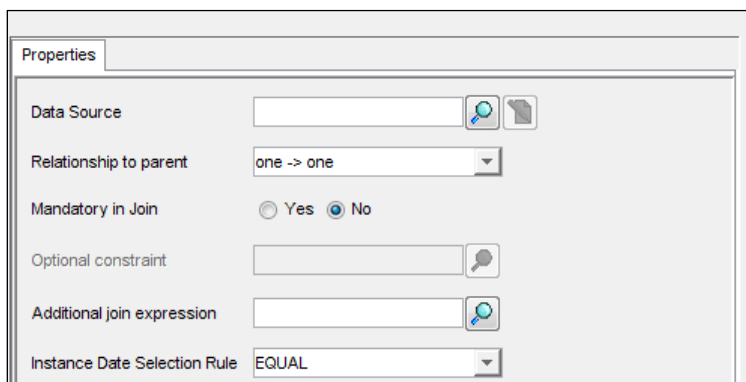 Properties
Data Source
Relationship to parent one -> one
Mandatory in Join Yes No
Optional constraint
Additional join expression
Instance Date Selection Rule EQUAL